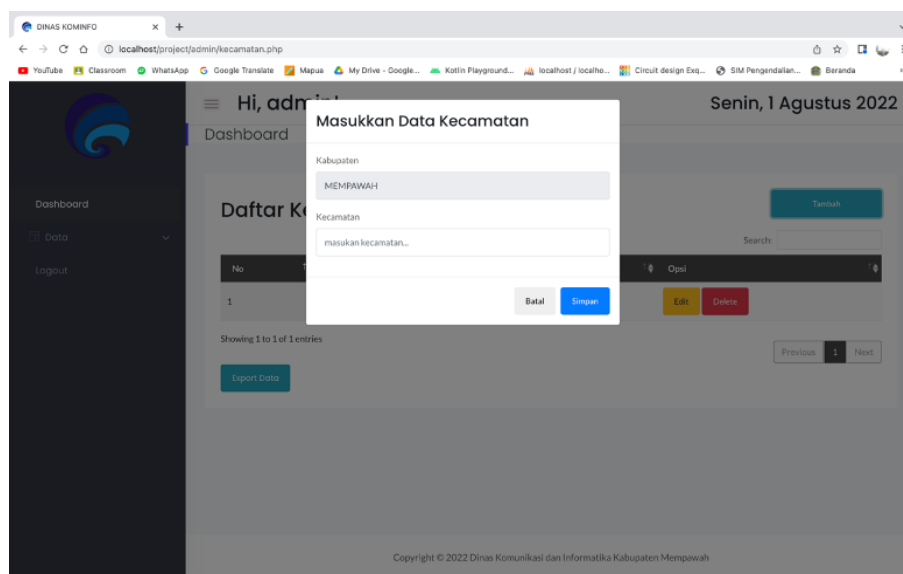 DINAS KOMINFO
localhost/project/admin/kecamatan.php
YouTube Classroom WhatsApp Google Translate Mapua My Drive - Google... Kotlin Playground... localhost / localho... Circuit design Exq... SIM Pengendalian... Beranda
Hi, adm
Senin, 1 Agustus 2022
Dashboard
Masukkan Data Kecamatan
Kabupaten
MEMPAWAH
Kecamatan
masukan kecamatan...
Batal Simpan
Dashboard
Data
Logout
Daftar Ke
Tambah
Search:
No Opsi
1 Edit Delete
Showing 1 to 1 of 1 entries
Previous 1 Next
Export Data
Copyright © 2022 Dinas Komunikasi dan Informatika Kabupaten Mempawah